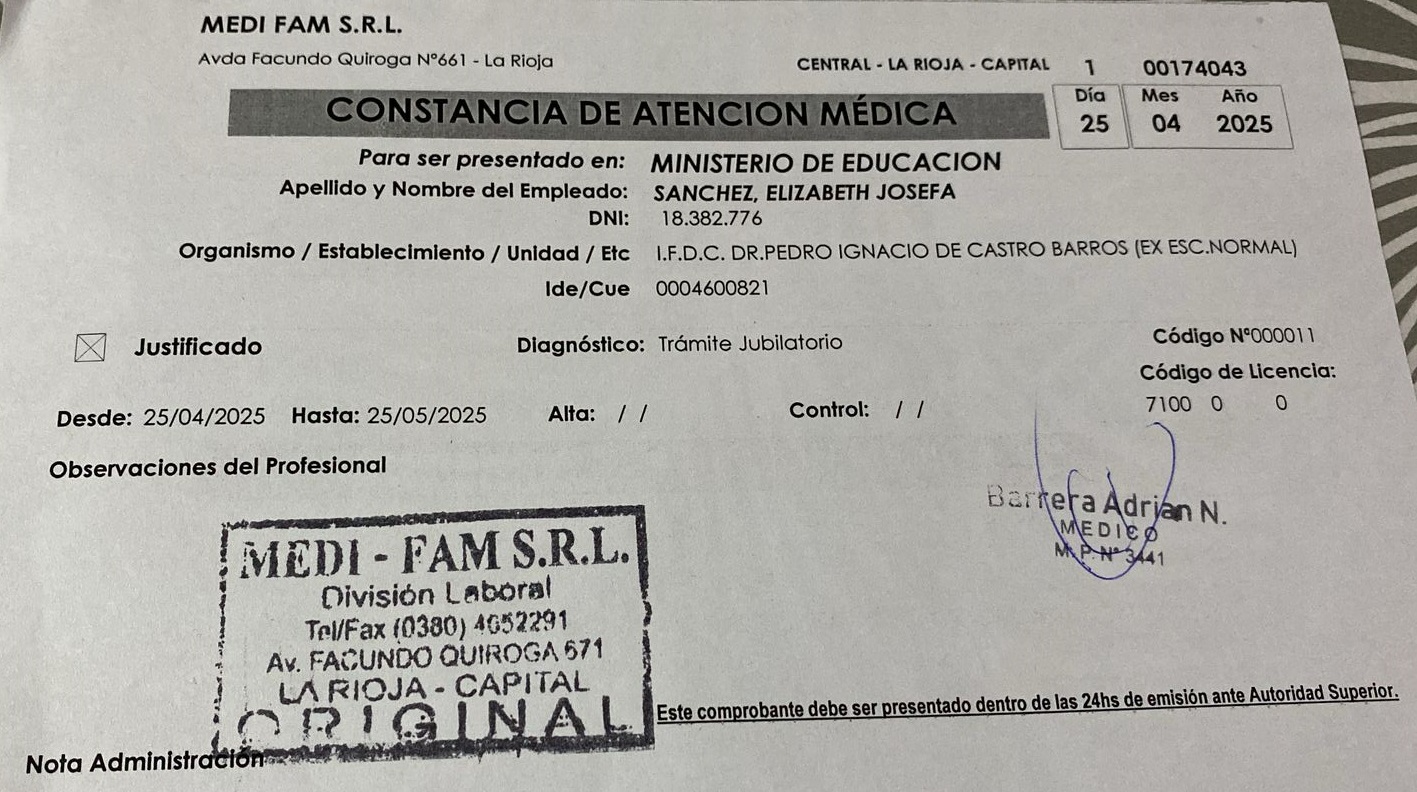 MEDI FAM S.R.L.
Avda Facundo Quiroga Nº661 - La Rioja
CENTRAL - LA RIOJA - CAPITAL 1 00174043
CONSTANCIA DE ATENCION MÉDICA
Día Mes Año
25 04 2025
Para ser presentado en: MINISTERIO DE EDUCACION
Apellido y Nombre del Empleado: SANCHEZ, ELIZABETH JOSEFA
DNI: 18.382.776
Organismo / Establecimiento / Unidad / Etc I.F.D.C. DR.PEDRO IGNACIO DE CASTRO BARROS (EX ESC.NORMAL)
Ide/Cue 0004600821
Justificado Diagnóstico: Trámite Jubilatorio Código Nº000011
Código de Licencia:
7100 0 0
Desde: 25/04/2025 Hasta: 25/05/2025 Alta: / / Control: / /
Observaciones del Profesional
Barrera Adrian N.
MEDICO
M.P. Nº 3441
MEDI - FAM S.R.L.
División Laboral
Tel/Fax (0380) 4052291
Av. FACUNDO QUIROGA 671
LA RIOJA - CAPITAL
ORIGINAL
Este comprobante debe ser presentado dentro de las 24hs de emisión ante Autoridad Superior.
Nota Administración